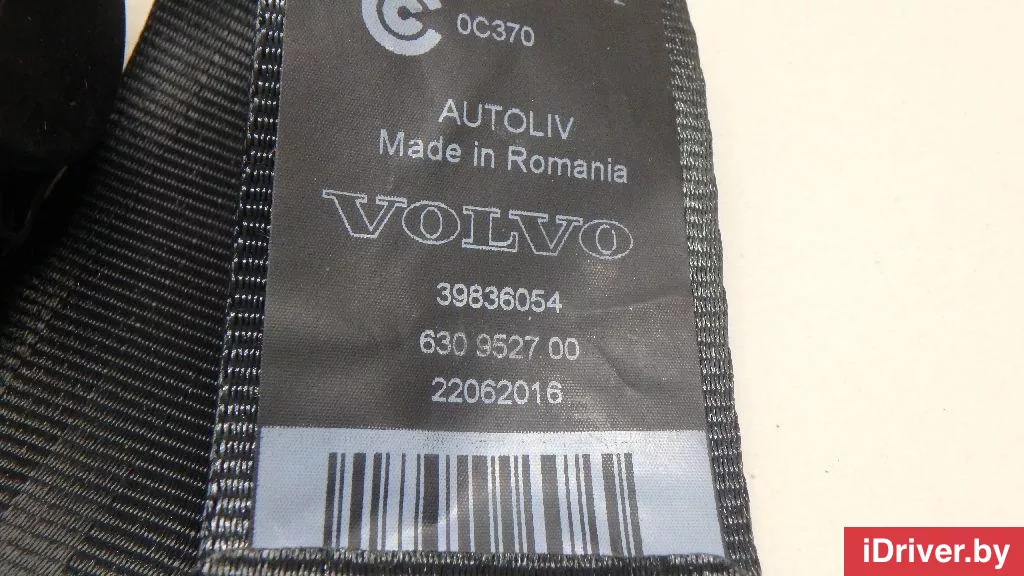 0C370
AUTOLIV
Made in Romania
VOLVO
39836054
630 9527 00
22062016
iDriver.by